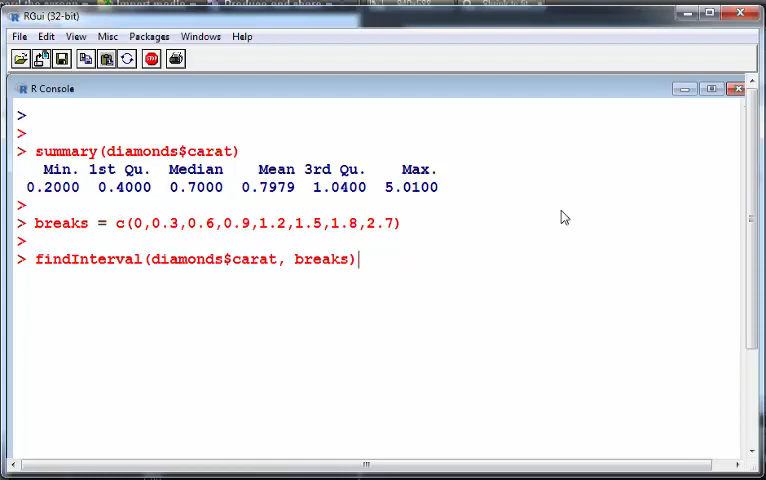 RGui (32-bit)
File Edit View Misc Packages Windows Help
STOP
R Console
>
>
> summary(diamonds$carat)
Min. 1st Qu. Median Mean 3rd Qu. Max.
0.2000 0.4000 0.7000 0.7979 1.0400 5.0100
>
> breaks = c(0,0.3,0.6,0.9,1.2,1.5,1.8,2.7)
>
> findInterval(diamonds$carat, breaks)